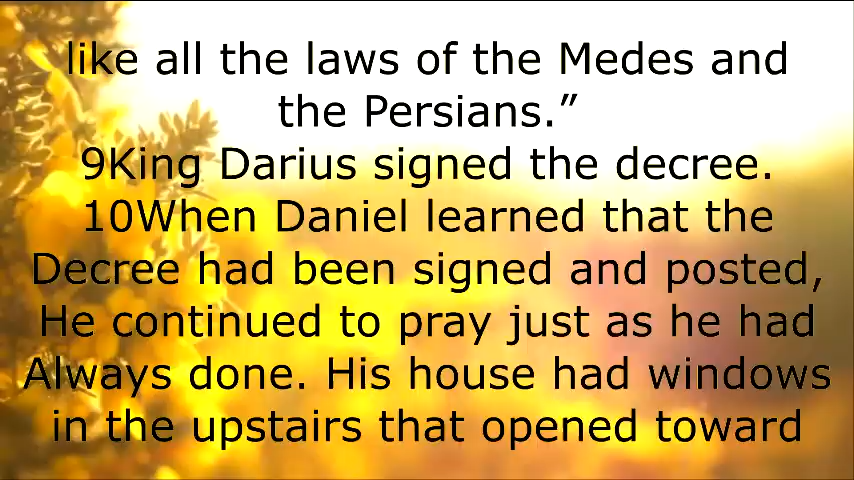 like all the laws of the Medes and
the Persians.”
9King Darius signed the decree.
10When Daniel learned that the
Decree had been signed and posted,
He continued to pray just as he had
Always done. His house had windows
in the upstairs that opened toward